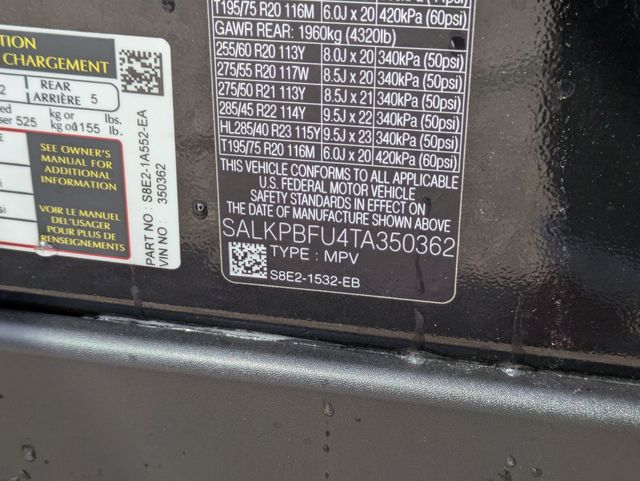 TION
CHARGEMENT
2 | REAR
ARRIÈRE 5
kg or lbs.
ser 525 kg ou 1155 lb.
SEE OWNER'S
MANUAL FOR
ADDITIONAL
INFORMATION
VOIR LE MANUEL
DEL'USAGER
POUR PLUS DE
RENSEIGNEMENTS
PART NO : S8E2-1A552-EA
VIN NO : 350362
T195/75 R20 116M | 6.0J x 20 | 420kPa (60psi)
GAWR REAR: 1960kg (4320lb)
255/60 R20 113Y | 8.0J x 20 | 340kPa (50psi)
275/55 R20 117W | 8.5J x 20 | 340kPa (50psi)
275/50 R21 113Y | 8.5J x 21 | 340kPa (50psi)
285/45 R22 114Y | 9.5J x 22 | 340kPa (50psi)
HL285/40 R23 115Y | 9.5J x 23 | 340kPa (50psi)
T195/75 R20 116M | 6.0J x 20 | 420kPa (60psi)
THIS VEHICLE CONFORMS TO ALL APPLICABLE
U.S. FEDERAL MOTOR VEHICLE
SAFETY STANDARDS IN EFFECT ON
THE DATE OF MANUFACTURE SHOWN ABOVE
SALKPBFU4TA350362
TYPE : MPV
S8E2-1532-EB